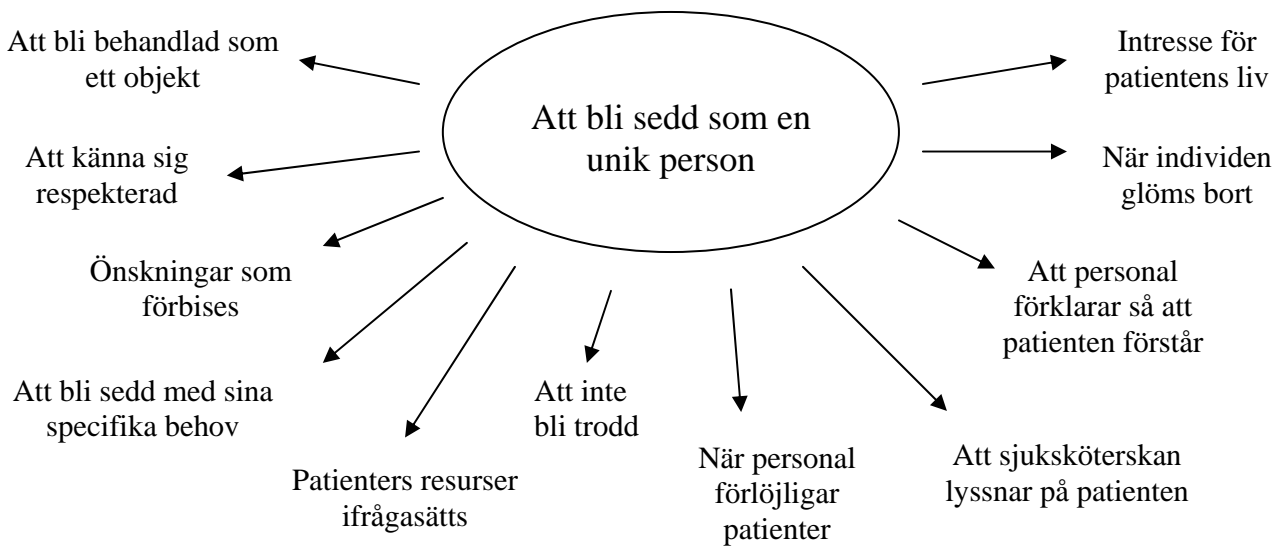 Att bli sedd som en
unik person
Att bli behandlad som
ett objekt
Att känna sig
respekterad
Önskningar som
förbises
Att bli sedd med sina
specifika behov
Patienters resurser
ifrågasätts
Att inte
bli trodd
När personal
förlöjligar
patienter
Att sjuksköterskan
lyssnar på patienten
Att personal
förklarar så att
patienten förstår
När individen
glöms bort
Intresse för
patientens liv